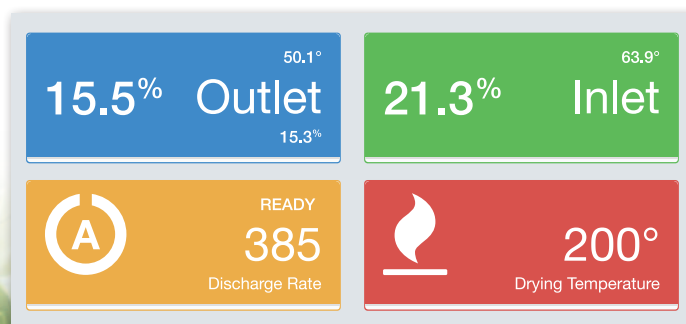 50.1°
15.5% Outlet
15.3%
63.9°
21.3% Inlet
A
READY
385
Discharge Rate
200°
Drying Temperature